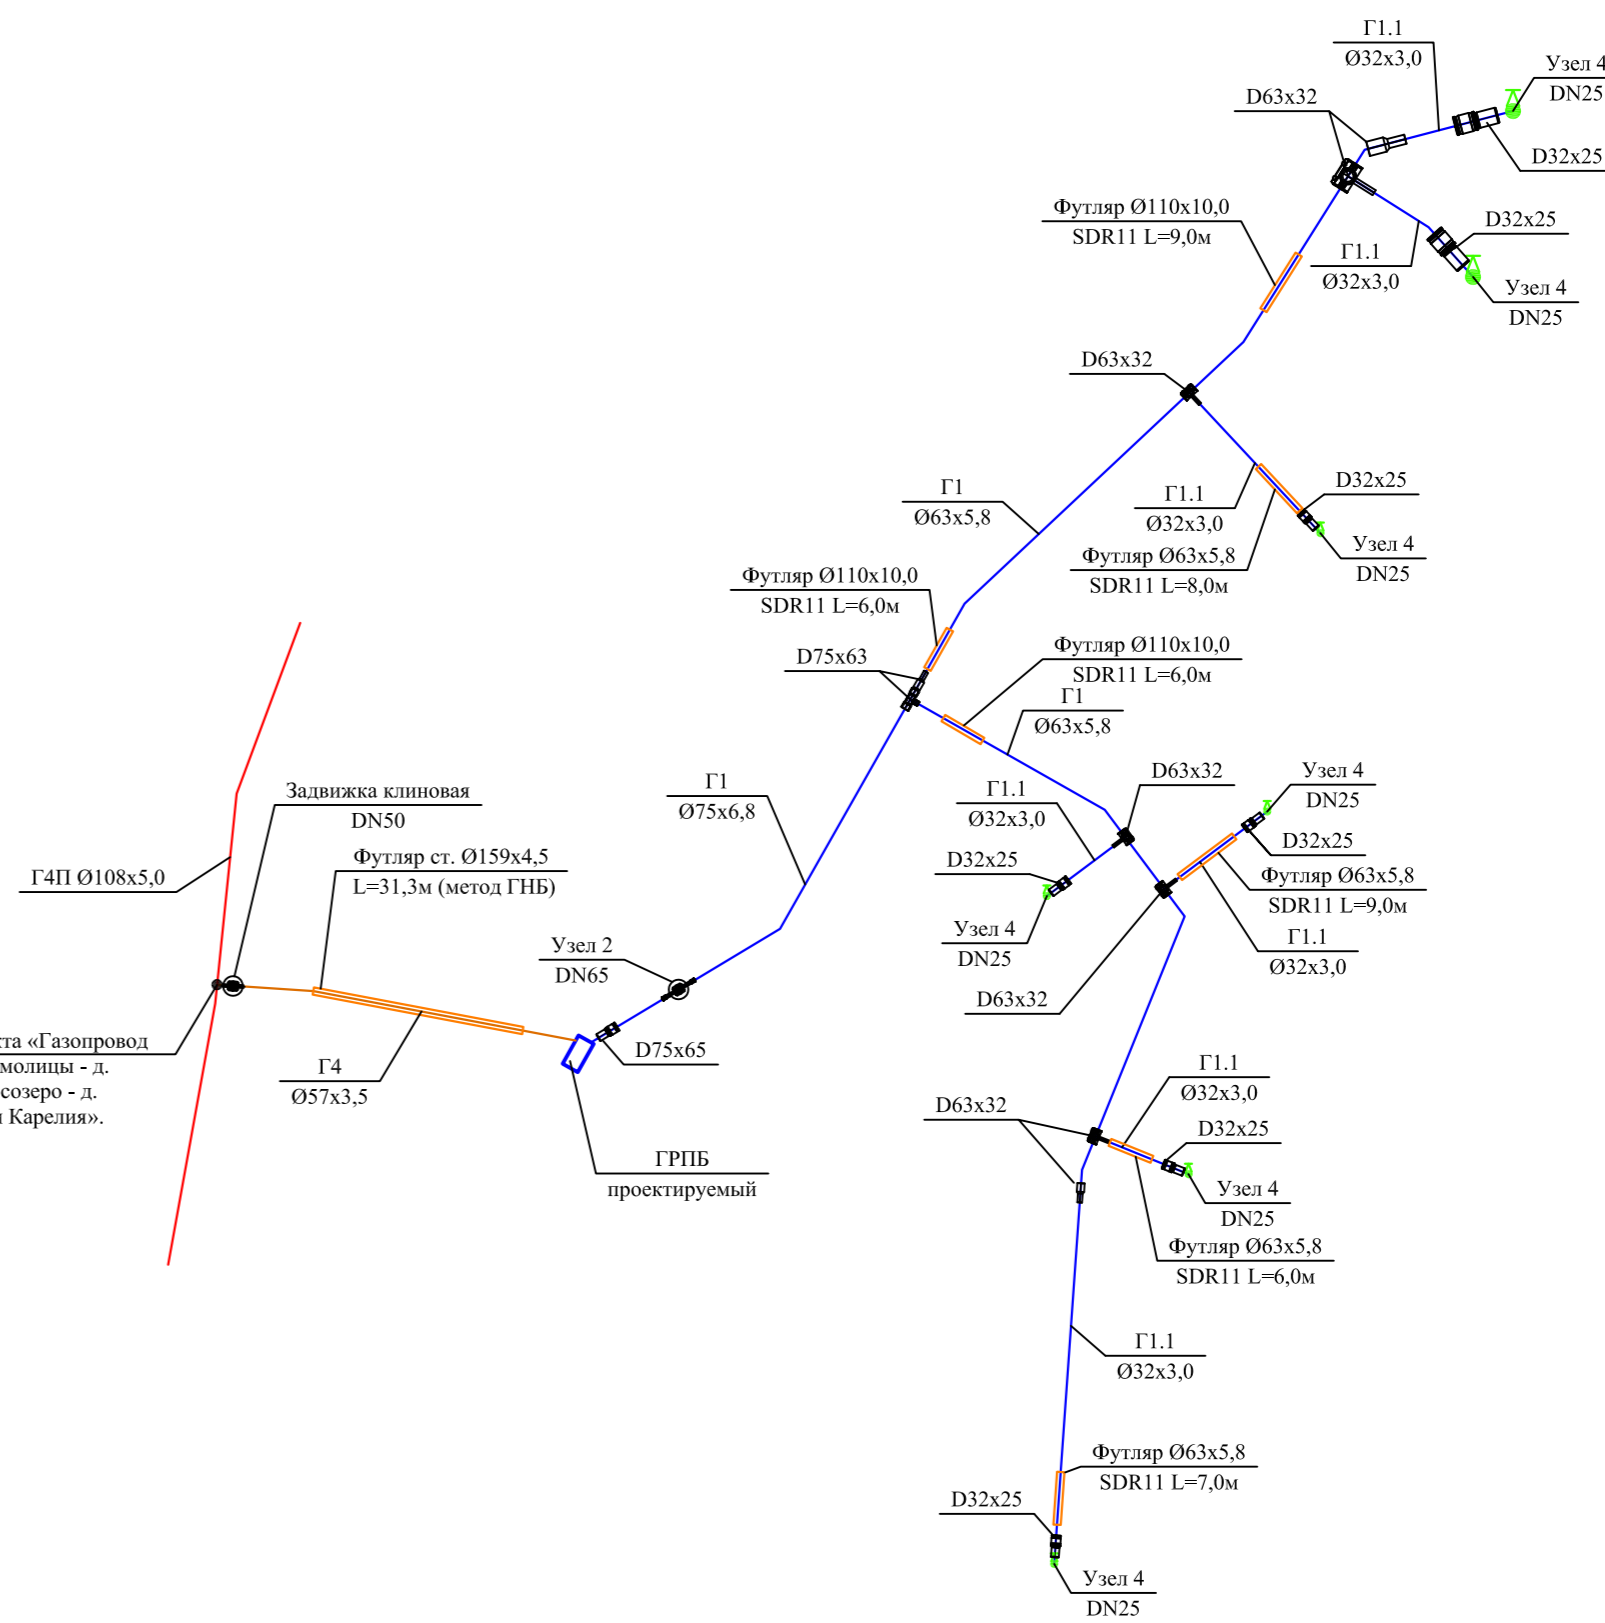 Г1.1
Ø32х3,0
Узел 4
DN25
D63х32
D32х25
Футляр Ø110х10,0
SDR11 L=9,0м
D32х25
Г1.1
Ø32х3,0
Узел 4
DN25
D63х32
Г1
Ø63х5,8
D32х25
Г1.1
Ø32х3,0
Узел 4
DN25
Футляр Ø63х5,8
SDR11 L=8,0м
Футляр Ø110х10,0
SDR11 L=6,0м
D75х63
Футляр Ø110х10,0
SDR11 L=6,0м
Г1
Ø63х5,8
Г1
Ø75х6,8
D63х32
Узел 4
DN25
Г1.1
Ø32х3,0
D32х25
D32х25
Футляр Ø63х5,8
SDR11 L=9,0м
Узел 4
DN25
Г1.1
Ø32х3,0
D63х32
Задвижка клиновая
DN50
Футляр ст. Ø159х4,5
L=31,3м (метод ГНБ)
Г4П Ø108х5,0
Узел 2
DN65
D75х65
«Газопровод
- д.
- д.
Карелия».
Г4
Ø57х3,5
ГРПБ
проектируемый
Г1.1
Ø32х3,0
D63х32
D32х25
Узел 4
DN25
Футляр Ø63х5,8
SDR11 L=6,0м
Г1.1
Ø32х3,0
Футляр Ø63х5,8
SDR11 L=7,0м
D32х25
Узел 4
DN25